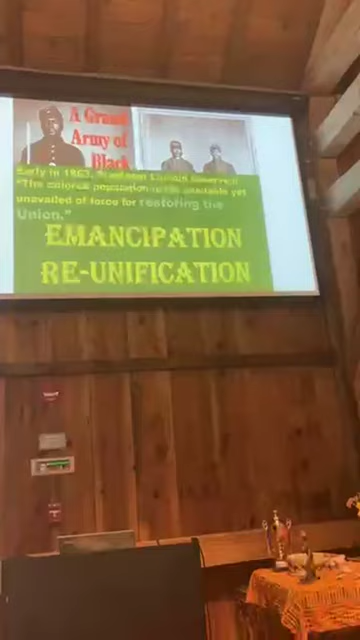 A Grand
Army of
Black
Early in 1863, President Lincoln observed:
"The colored population is the available yet
unavailed of force for restoring the
Union."
EMANCIPATION
RE-UNIFICATION